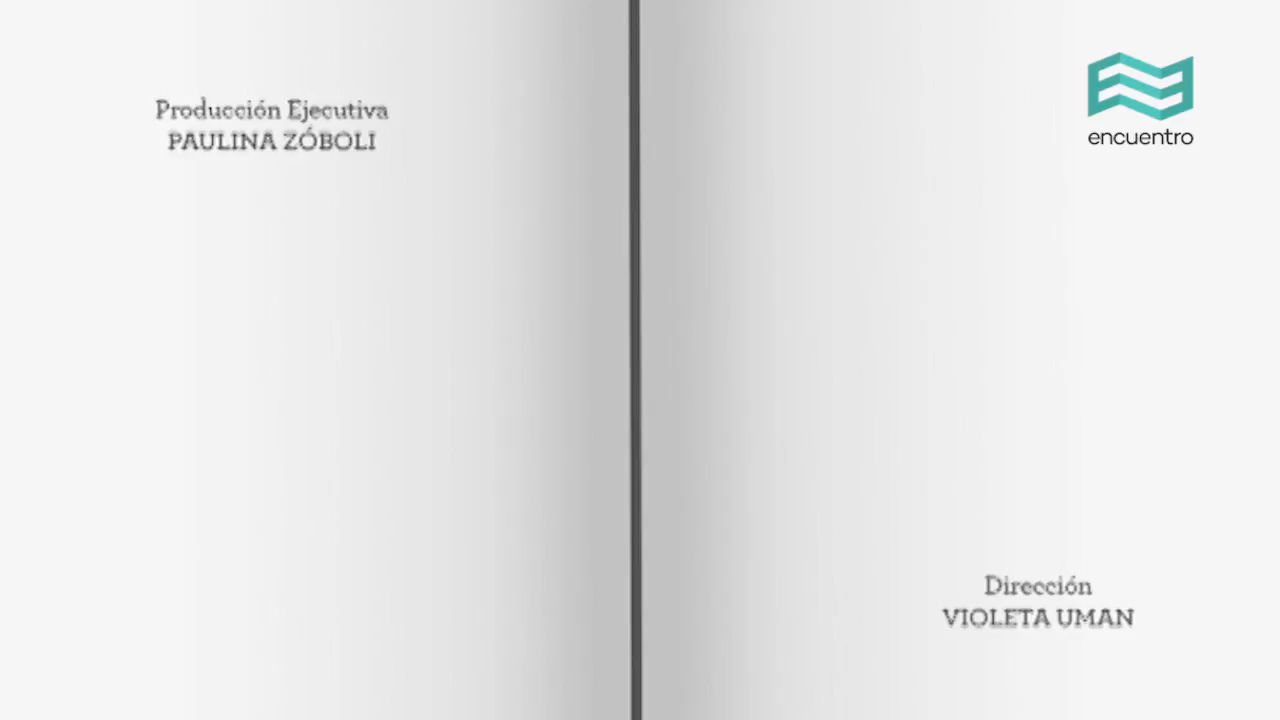 Producción Ejecutiva
PAULINA ZÓBOLI
encuentro
Dirección
VIOLETA UMAN